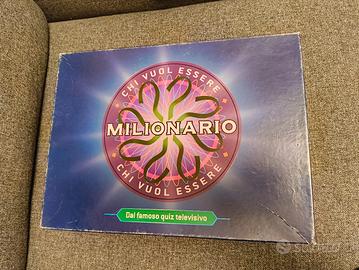 CHI VUOL ESSERE
MILIONARIO
CHI VUOL ESSERE
Dal famoso quiz televisivo